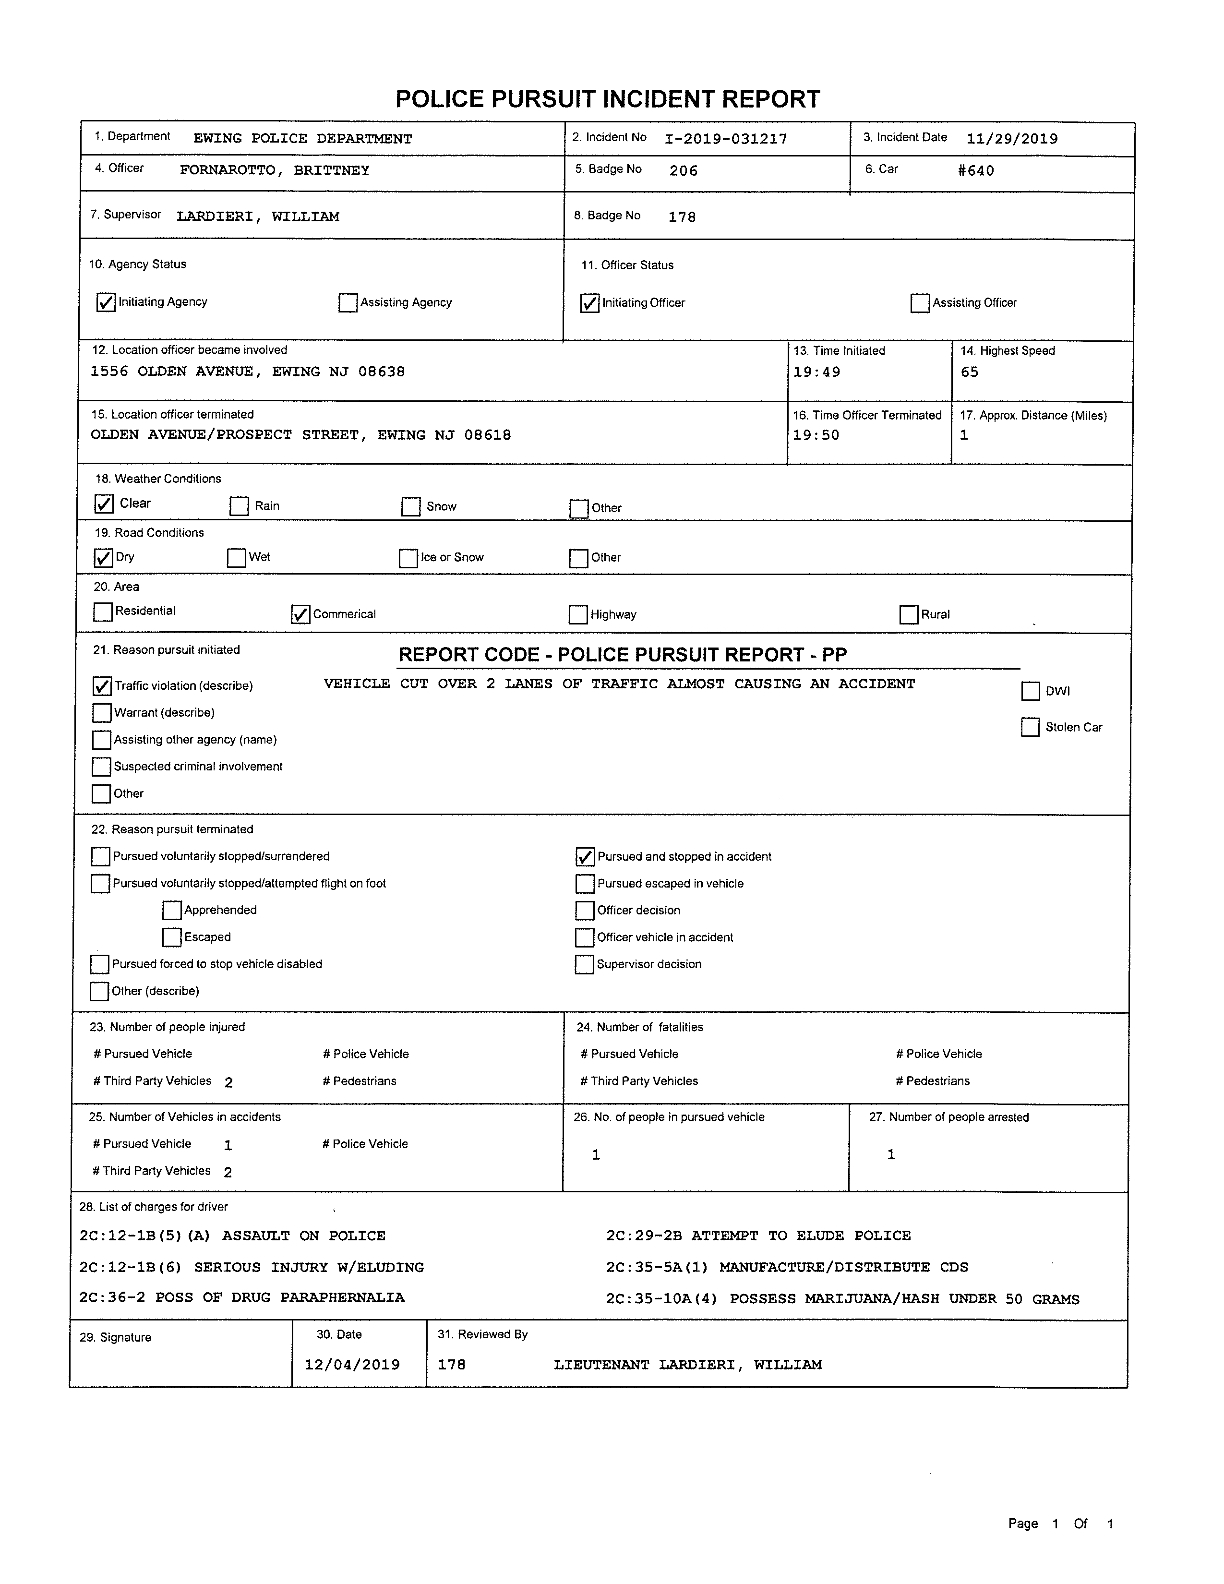 POLICE PURSUIT INCIDENT REPORT
1. Department EWING POLICE DEPARTMENT 2. Incident No I-2019-031217 3. Incident Date 11/29/2019
4. Officer FORNAROTTO, BRITTNEY 5. Badge No 206 6. Car #640
7. Supervisor LARDIERI, WILLIAM 8. Badge No 178
10. Agency Status 11. Officer Status
Initiating Agency Assisting Agency Initiating Officer Assisting Officer
12. Location officer became involved 13. Time Initiated 14. Highest Speed
1556 OLDEN AVENUE, EWING NJ 08638 19:49 65
15. Location officer terminated 16. Time Officer Terminated 17. Approx. Distance (Miles)
OLDEN AVENUE/PROSPECT STREET, EWING NJ 08618 19:50 1
18. Weather Conditions
Clear Rain Snow Other
19. Road Conditions
Dry Wet Ice or Snow Other
20. Area
Residential Commerical Highway Rural
21. Reason pursuit initiated REPORT CODE - POLICE PURSUIT REPORT - PP
Traffic violation (describe) VEHICLE CUT OVER 2 LANES OF TRAFFIC ALMOST CAUSING AN ACCIDENT DWI
Warrant (describe)
Stolen Car
Assisting other agency (name)
Suspected criminal involvement
Other
22. Reason pursuit terminated
Pursued voluntarily stopped/surrendered Pursued and stopped in accident
Pursued voluntarily stopped/attempted flight on foot Pursued escaped in vehicle
Apprehended Officer decision
Escaped Officer vehicle in accident
Pursued forced to stop vehicle disabled Supervisor decision
Other (describe)
23. Number of people injured 24. Number of fatalities
# Pursued Vehicle # Police Vehicle # Pursued Vehicle # Police Vehicle
# Third Party Vehicles 2 # Pedestrians # Third Party Vehicles # Pedestrians
25. Number of Vehicles in accidents 26. No. of people in pursued vehicle 27. Number of people arrested
# Pursued Vehicle 1 # Police Vehicle
1 1
# Third Party Vehicles 2
28. List of charges for driver
2C:12-1B(5)(A) ASSAULT ON POLICE 2C:29-2B ATTEMPT TO ELUDE POLICE
2C:12-1B(6) SERIOUS INJURY W/ELUDING 2C:35-5A(1) MANUFACTURE/DISTRIBUTE CDS
2C:36-2 POSS OF DRUG PARAPHERNALIA 2C:35-10A(4) POSSESS MARIJUANA/HASH UNDER 50 GRAMS
29. Signature 30. Date 31. Reviewed By
12/04/2019 178 LIEUTENANT LARDIERI, WILLIAM
Page 1 Of 1